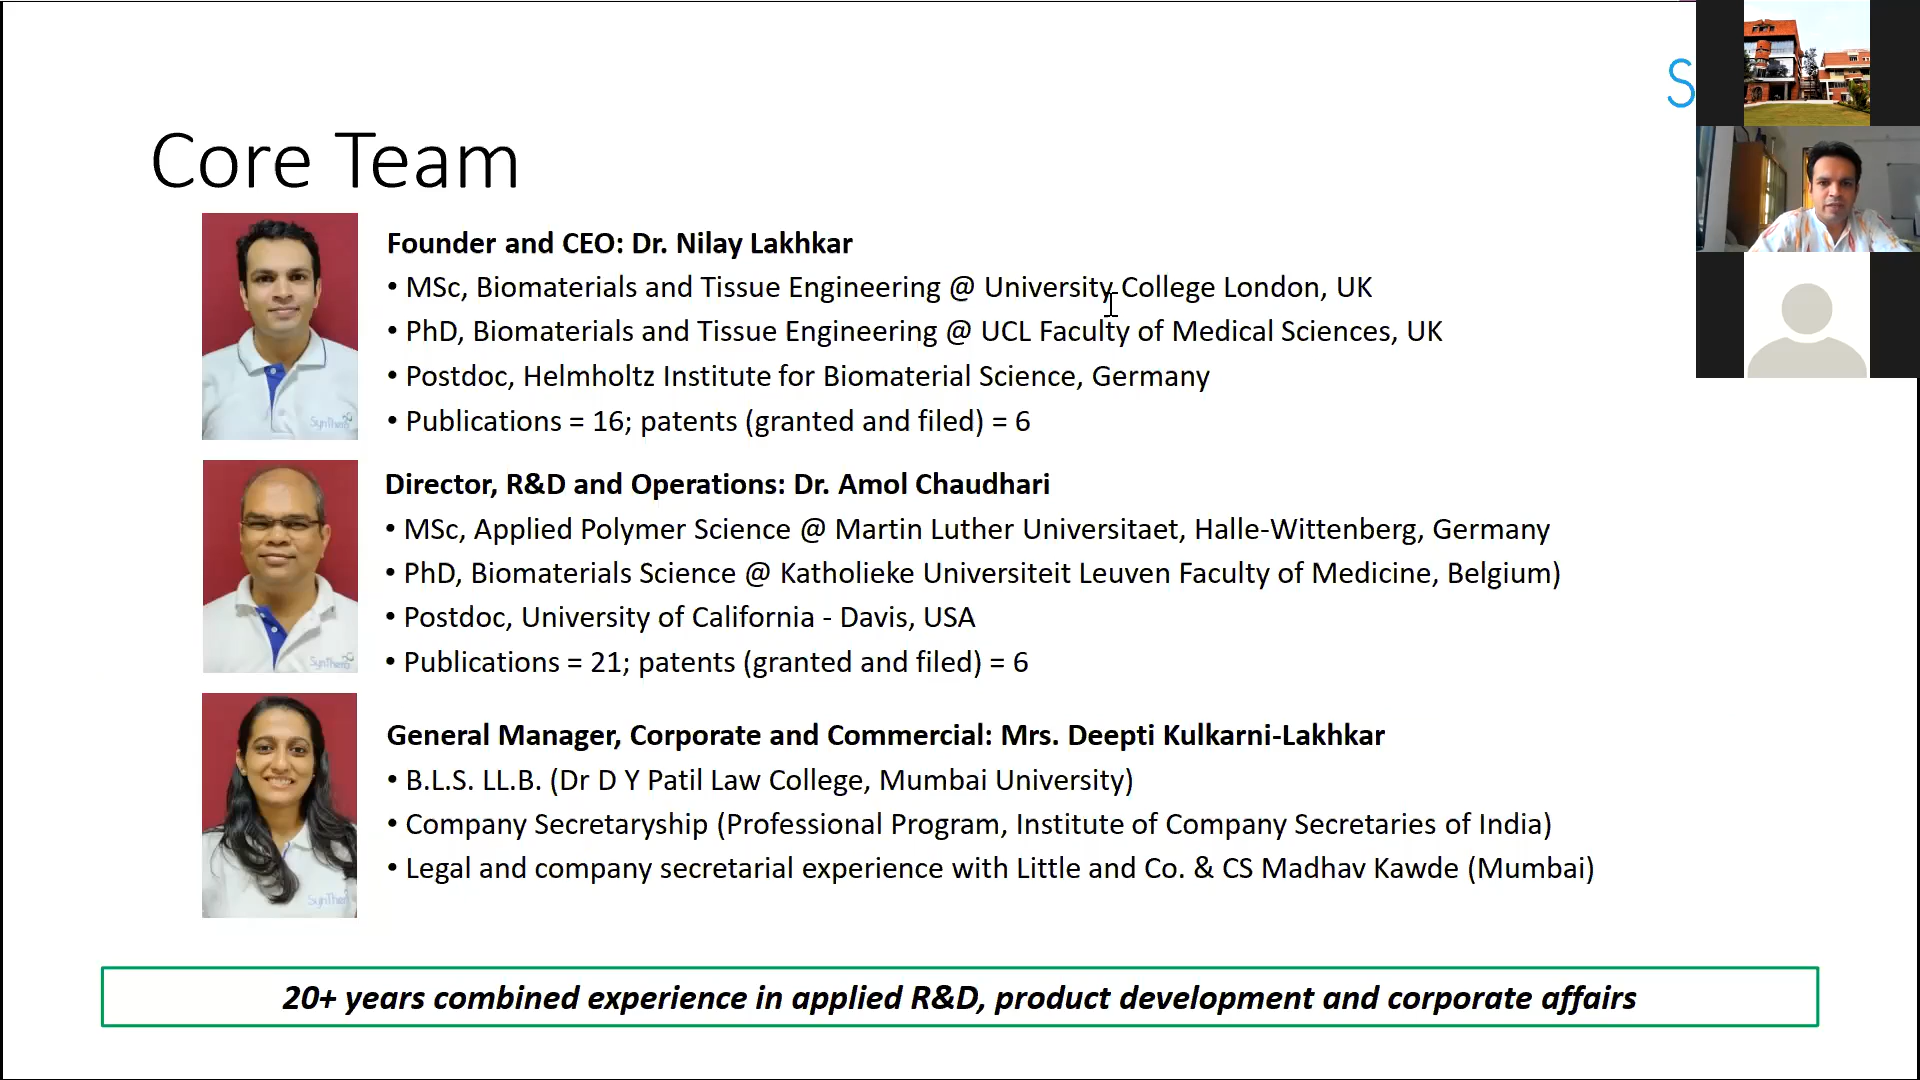 S
Core Team
Founder and CEO: Dr. Nilay Lakhkar
• MSc, Biomaterials and Tissue Engineering @ University College London, UK
• PhD, Biomaterials and Tissue Engineering @ UCL Faculty of Medical Sciences, UK
• Postdoc, Helmholtz Institute for Biomaterial Science, Germany
• Publications = 16; patents (granted and filed) = 6
SynThera
Director, R&D and Operations: Dr. Amol Chaudhari
• MSc, Applied Polymer Science @ Martin Luther Universitaet, Halle-Wittenberg, Germany
• PhD, Biomaterials Science @ Katholieke Universiteit Leuven Faculty of Medicine, Belgium)
• Postdoc, University of California - Davis, USA
• Publications = 21; patents (granted and filed) = 6
SynThera
General Manager, Corporate and Commercial: Mrs. Deepti Kulkarni-Lakhkar
• B.L.S. LL.B. (Dr D Y Patil Law College, Mumbai University)
• Company Secretaryship (Professional Program, Institute of Company Secretaries of India)
• Legal and company secretarial experience with Little and Co. & CS Madhav Kawde (Mumbai)
SynThera
20+ years combined experience in applied R&D, product development and corporate affairs